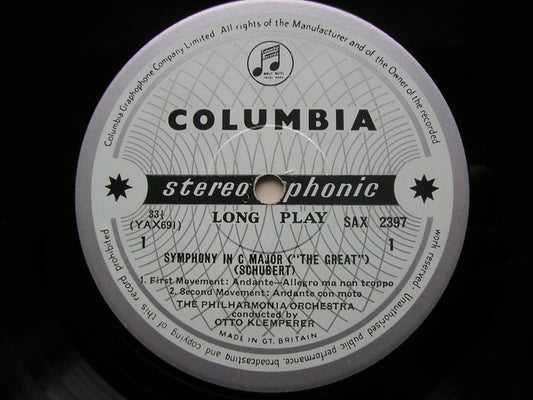 Columbia Graphophone Company Limited. All rights of the Manufacturer and of the Owner of the recorded
work reserved. Unauthorised public performance, broadcasting and copying of this record prohibited
COLUMBIA
stereophonic
33⅓ LONG PLAY SAX 2397
(YAX691)
1 1
SYMPHONY IN C MAJOR ("THE GREAT")
(SCHUBERT)
1. First Movement: Andante—Allegro ma non troppo
2. Second Movement: Andante con moto
THE PHILHARMONIA ORCHESTRA
conducted by
OTTO KLEMPERER
MADE IN GT. BRITAIN